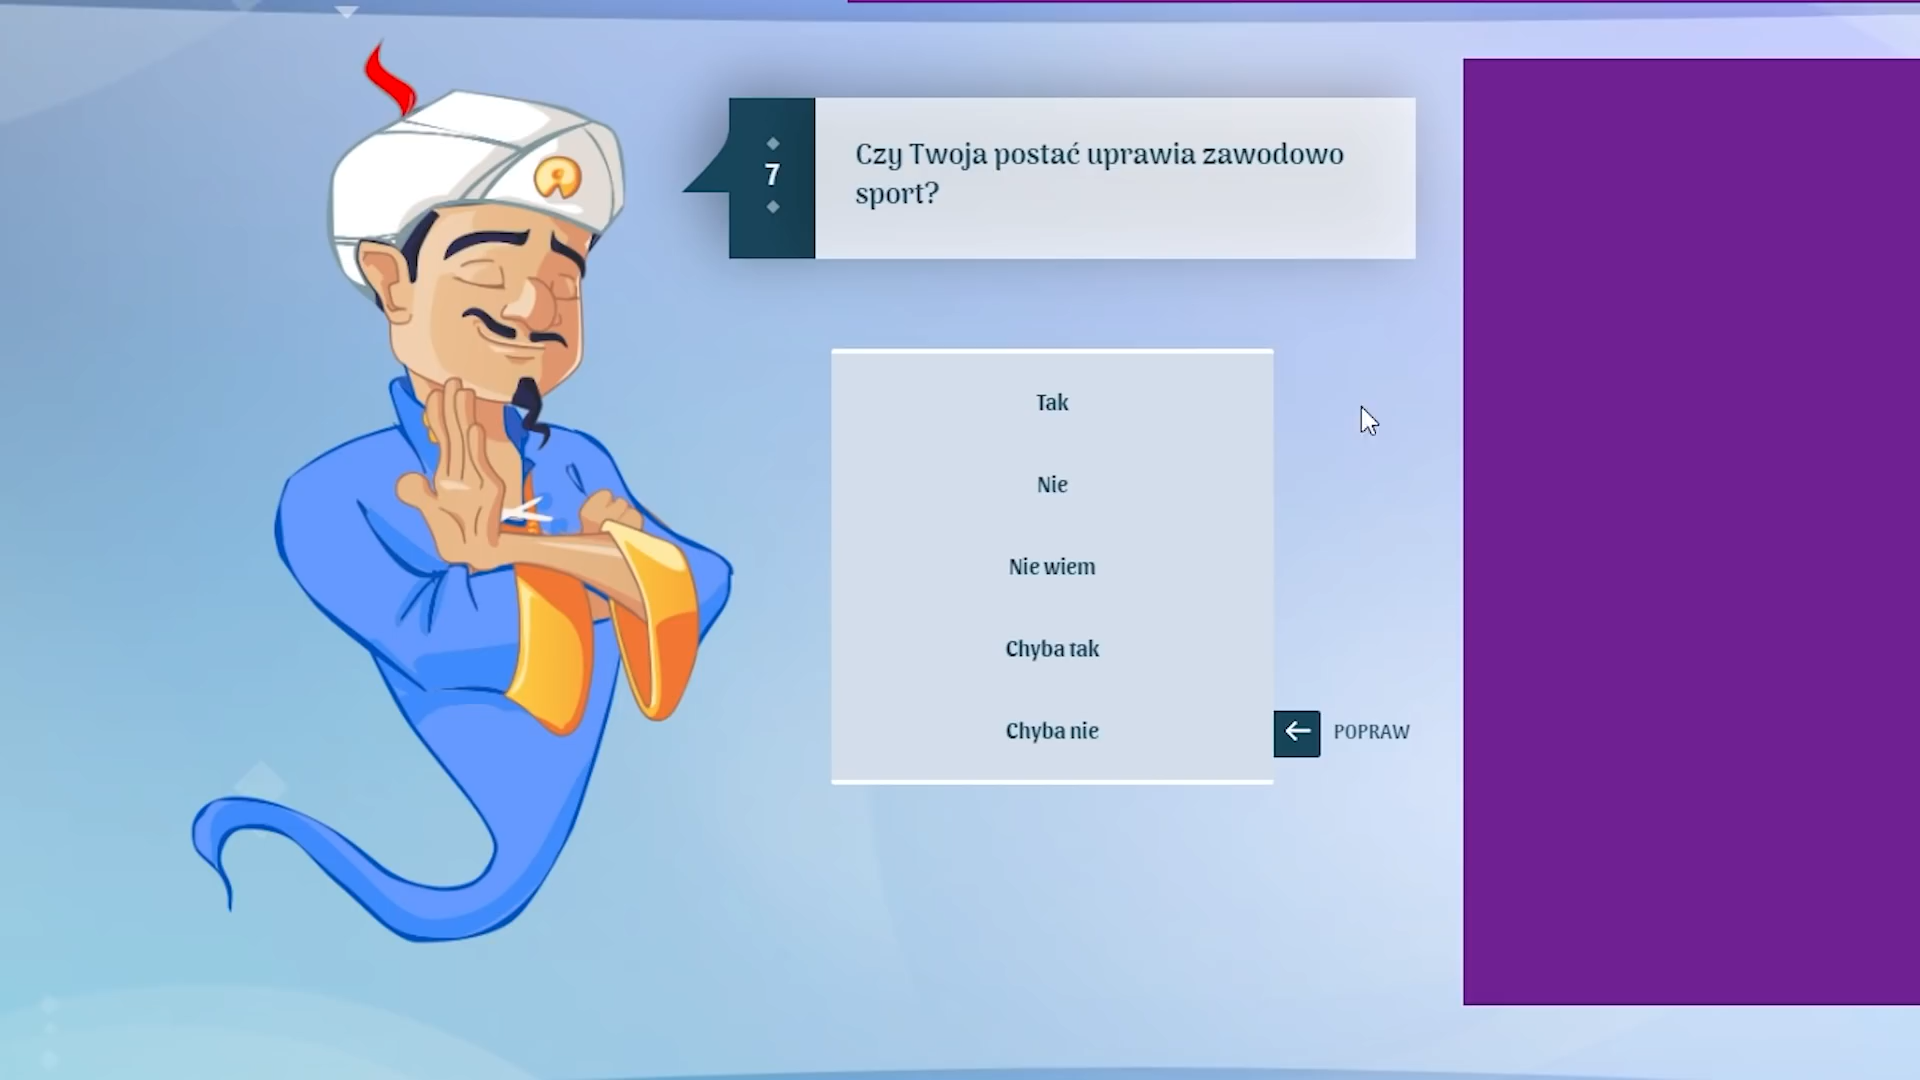 7
Czy Twoja postać uprawia zawodowo
sport?
Tak
Nie
Nie wiem
Chyba tak
Chyba nie
POPRAW